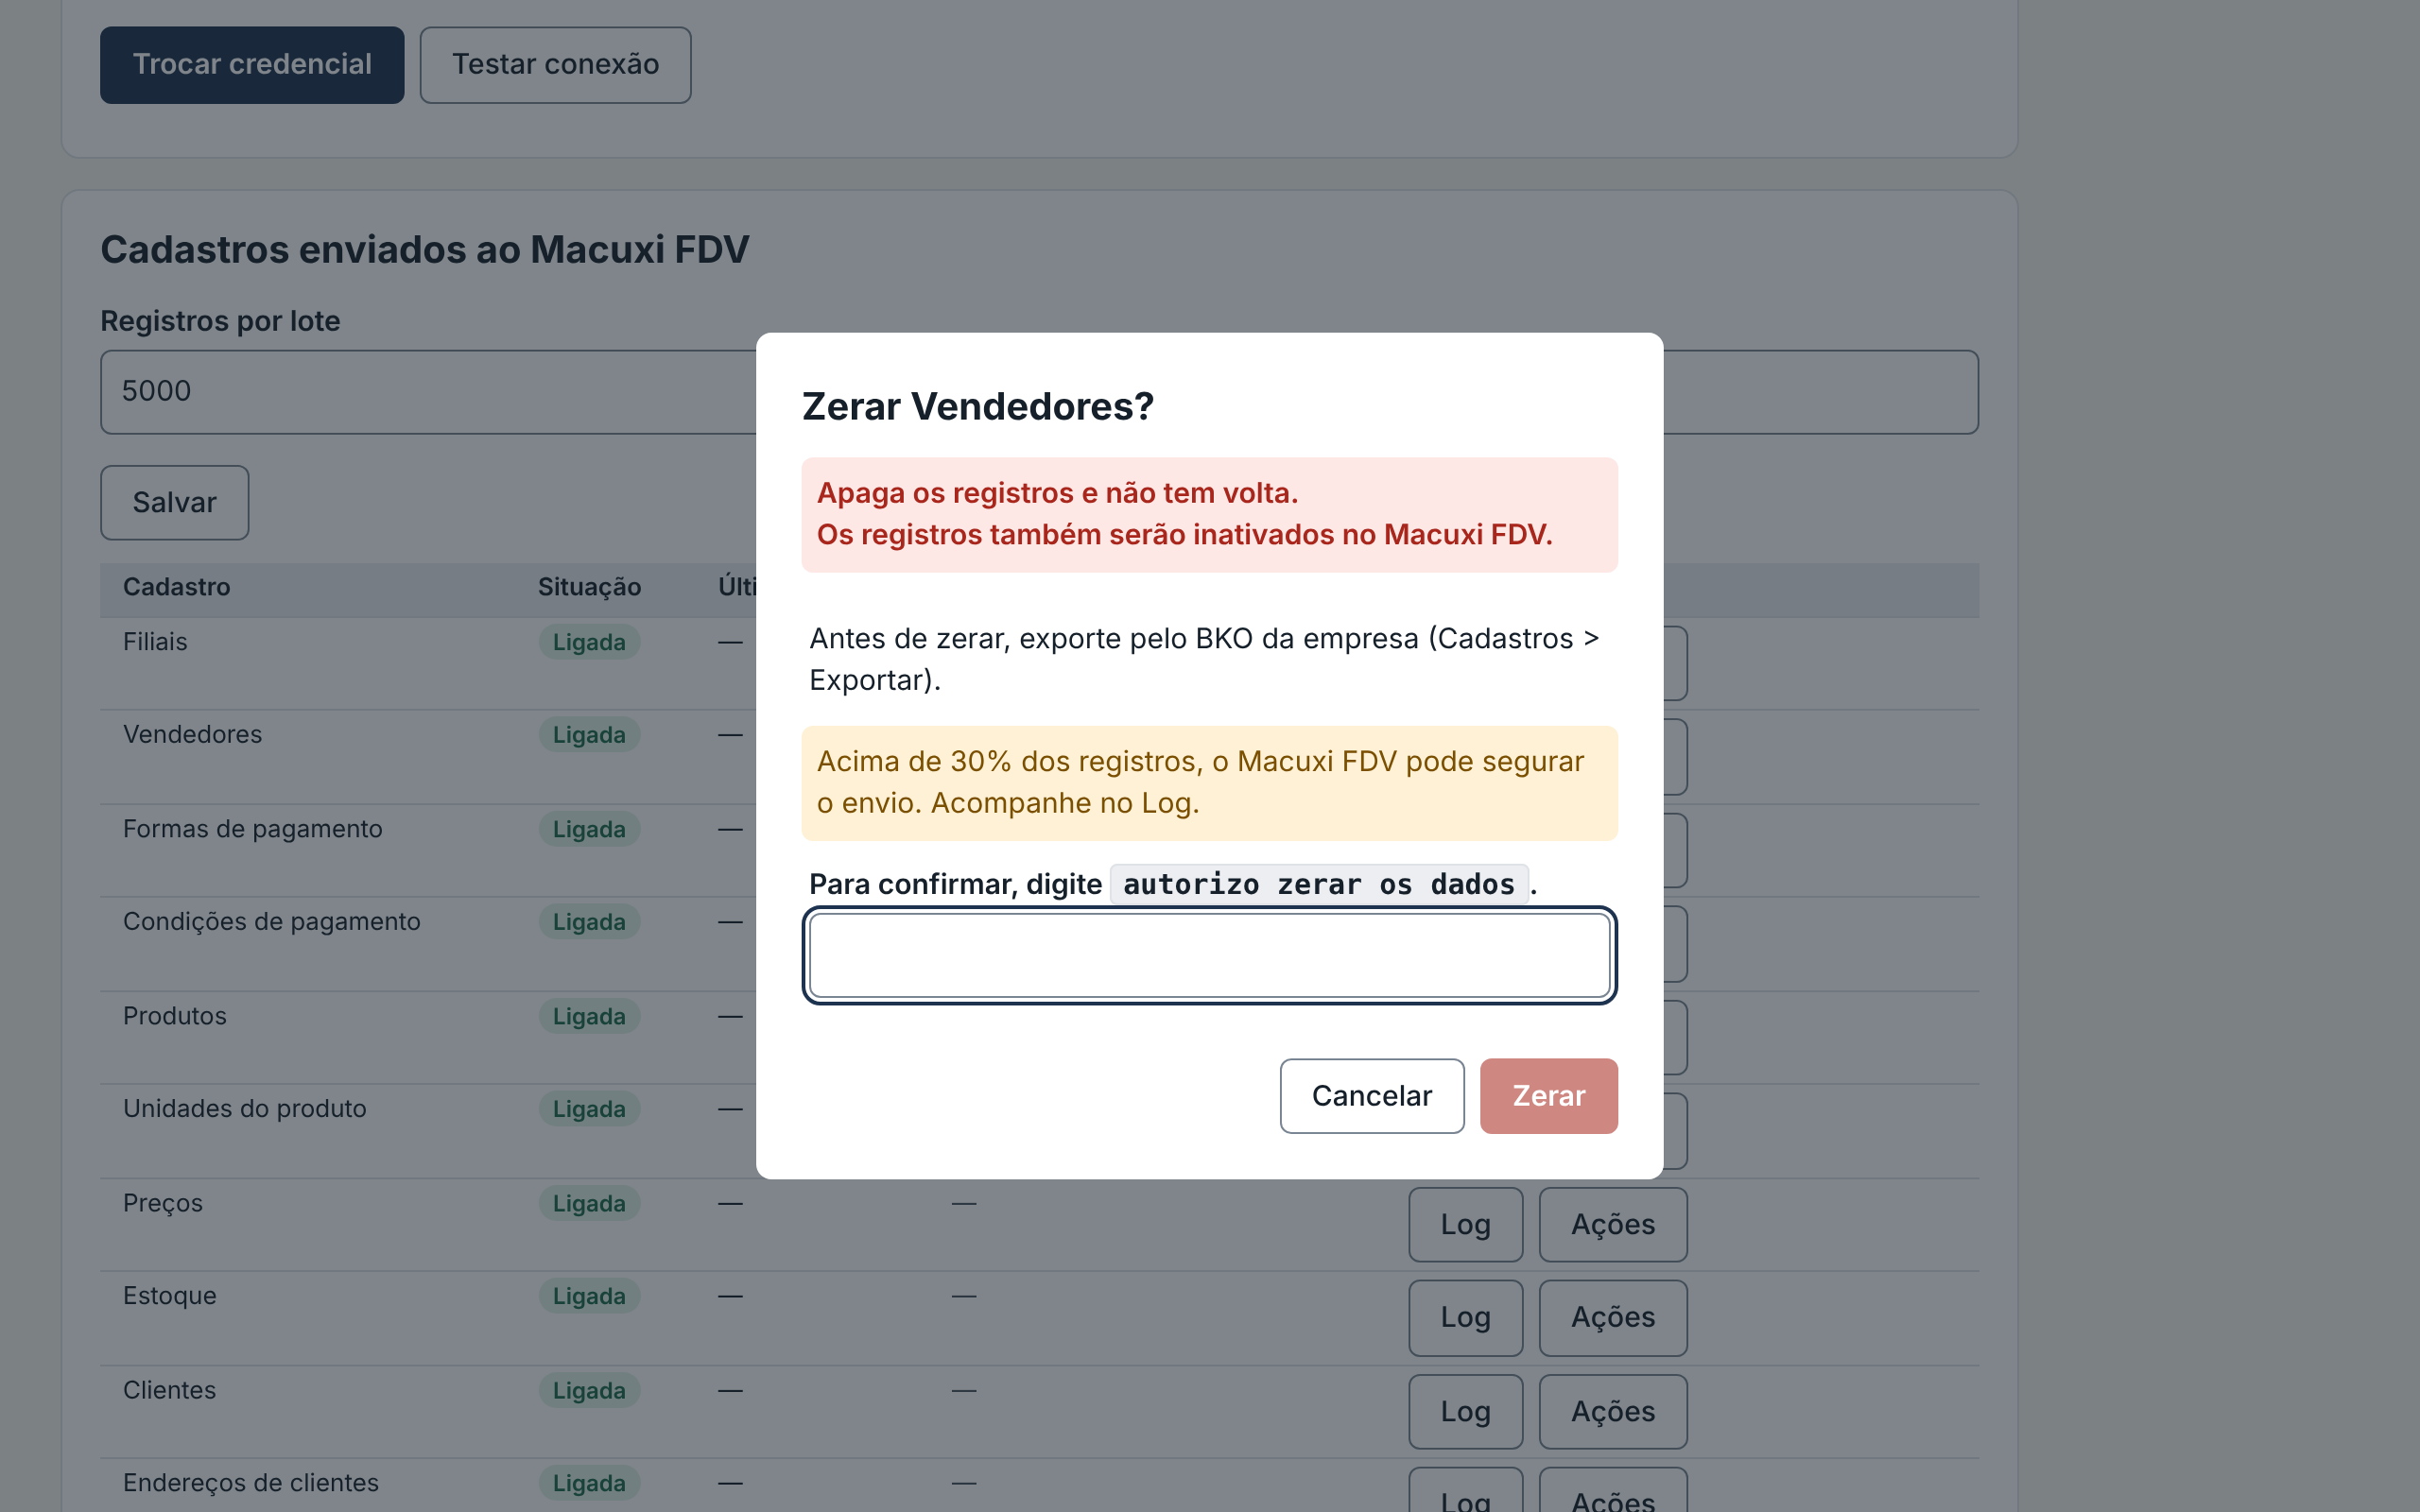 Trocar credencial
Testar conexão
Cadastros enviados ao Macuxi FDV
Registros por lote
5000
Salvar
Cadastro
Situação
Filiais
Ligada
—
Vendedores
Ligada
—
Formas de pagamento
Ligada
—
Condições de pagamento
Ligada
—
Produtos
Ligada
—
Unidades do produto
Ligada
—
Preços
Ligada
—
—
Log
Ações
Estoque
Ligada
—
—
Log
Ações
Clientes
Ligada
—
—
Log
Ações
Endereços de clientes
Ligada
—
—
Log
Ações
Zerar Vendedores?
Apaga os registros e não tem volta.
Os registros também serão inativados no Macuxi FDV.
Antes de zerar, exporte pelo BKO da empresa (Cadastros >
Exportar).
Acima de 30% dos registros, o Macuxi FDV pode segurar
o envio. Acompanhe no Log.
Para confirmar, digite autorizo zerar os dados.
Cancelar
Zerar